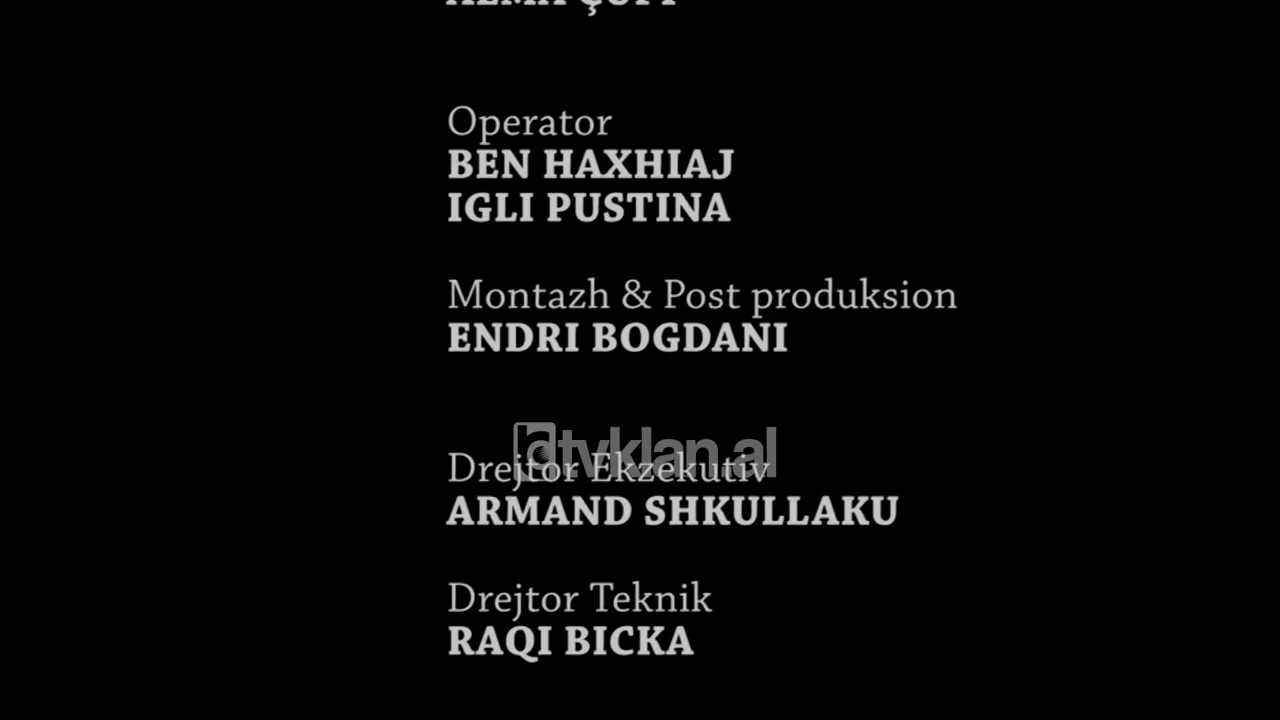 Operator
BEN HAXHIAJ
IGLI PUSTINA
Montazh & Post produksion
ENDRI BOGDANI
tvklan.al
Drejtor Ekzekutiv
ARMAND SHKULLAKU
Drejtor Teknik
RAQI BICKA